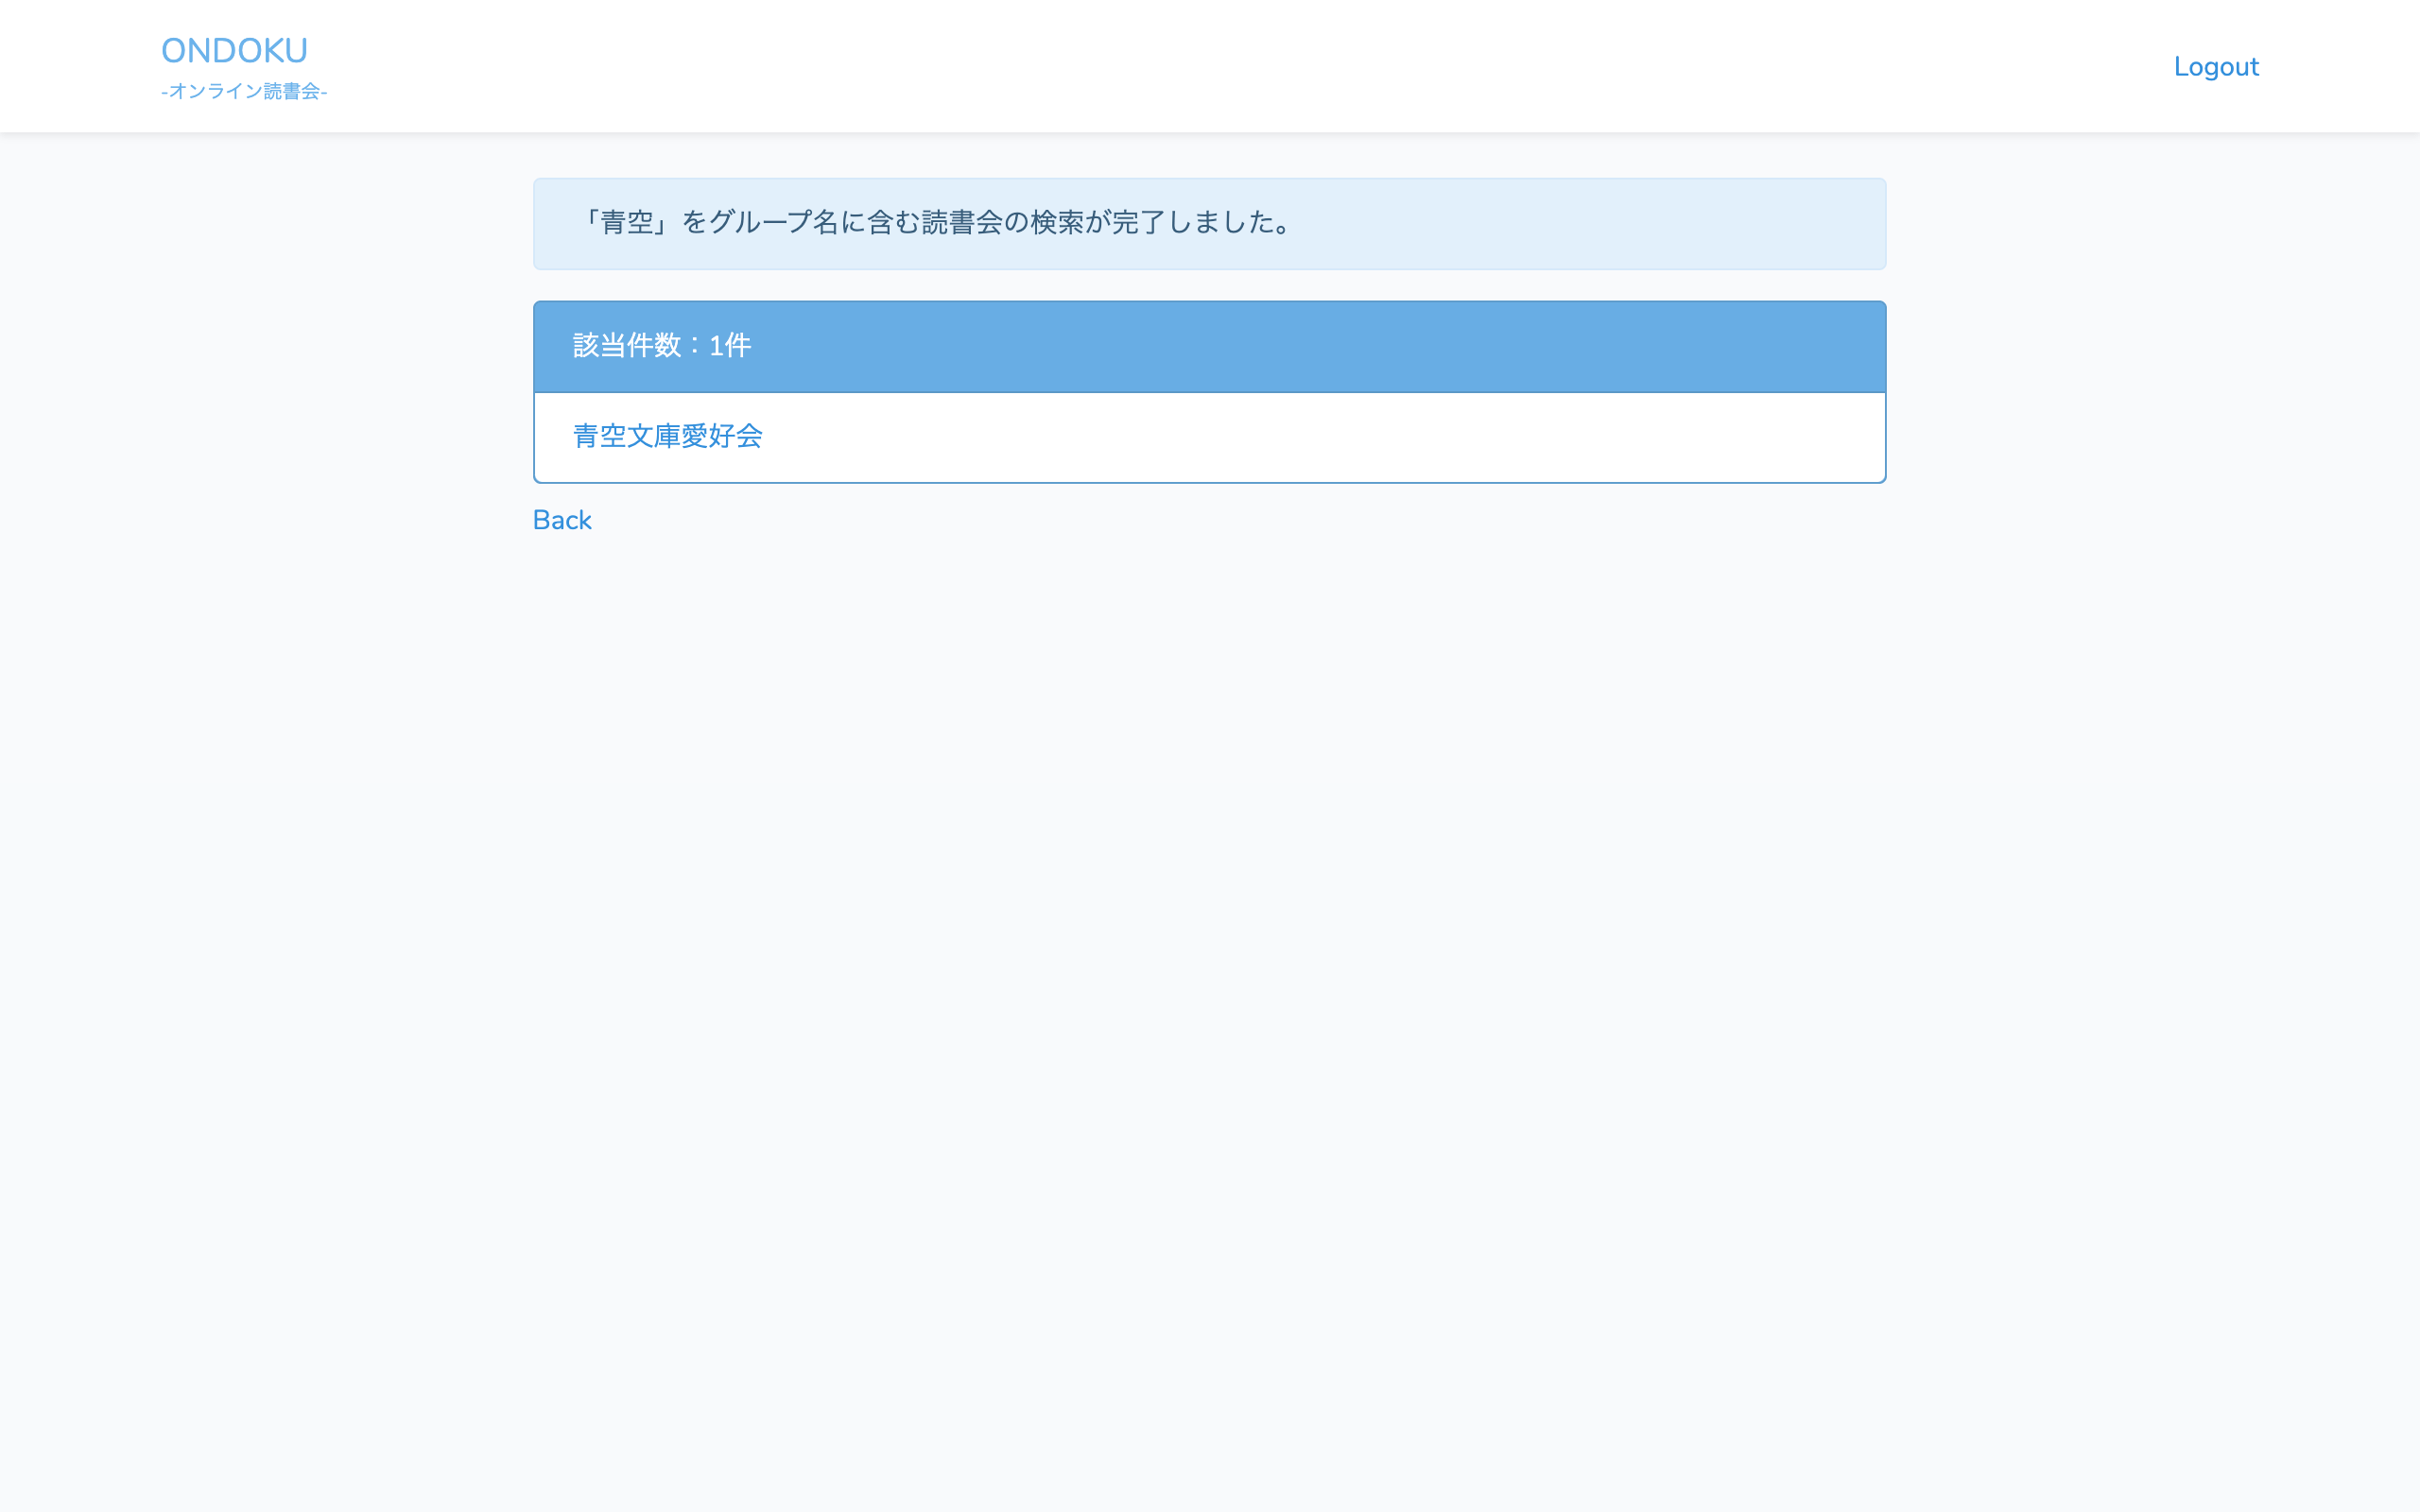 ONDOKU
-オンライン読書会-
Logout
「青空」をグループ名に含む読書会の検索が完了しました。
該当件数：1件
青空文庫愛好会
Back